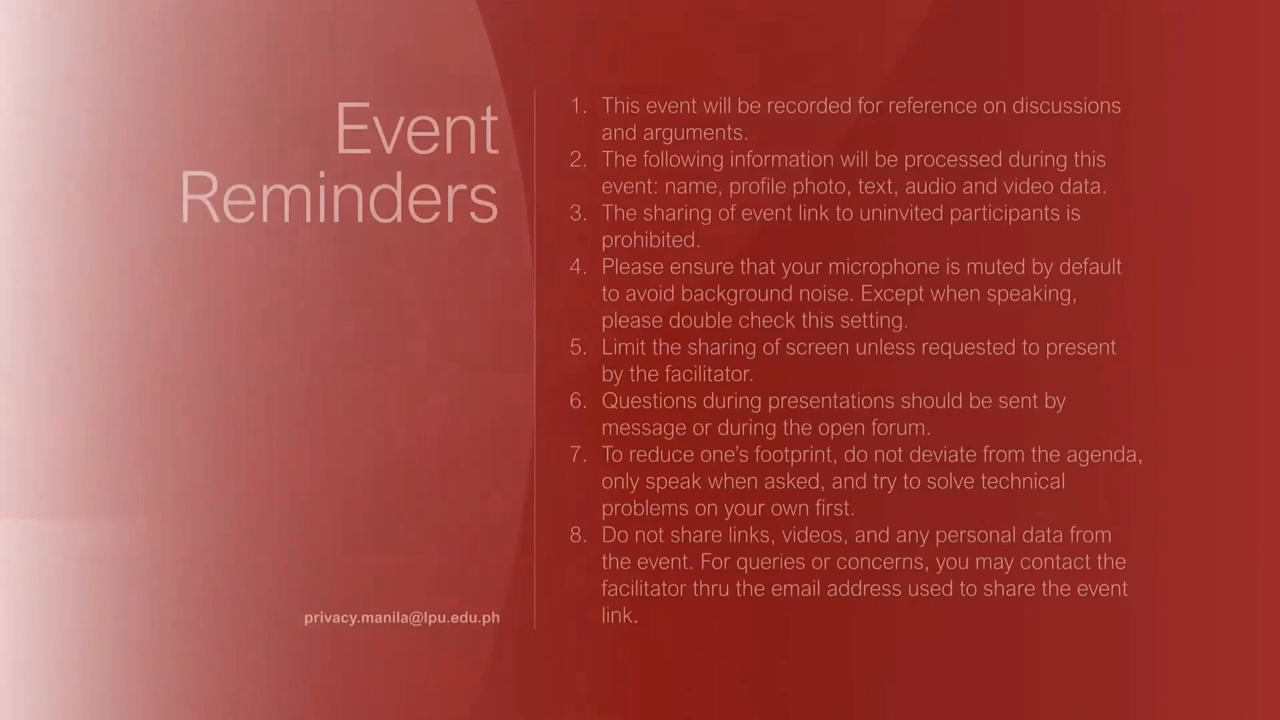 Event
Reminders
1. This event will be recorded for reference on discussions
and arguments.
2. The following information will be processed during this
event: name, profile photo, text, audio and video data.
3. The sharing of event link to uninvited participants is
prohibited.
4. Please ensure that your microphone is muted by default
to avoid background noise. Except when speaking,
please double check this setting.
5. Limit the sharing of screen unless requested to present
by the facilitator.
6. Questions during presentations should be sent by
message or during the open forum.
7. To reduce one's footprint, do not deviate from the agenda,
only speak when asked, and try to solve technical
problems on your own first.
8. Do not share links, videos, and any personal data from
the event. For queries or concerns, you may contact the
facilitator thru the email address used to share the event
link.
privacy.manila@lpu.edu.ph